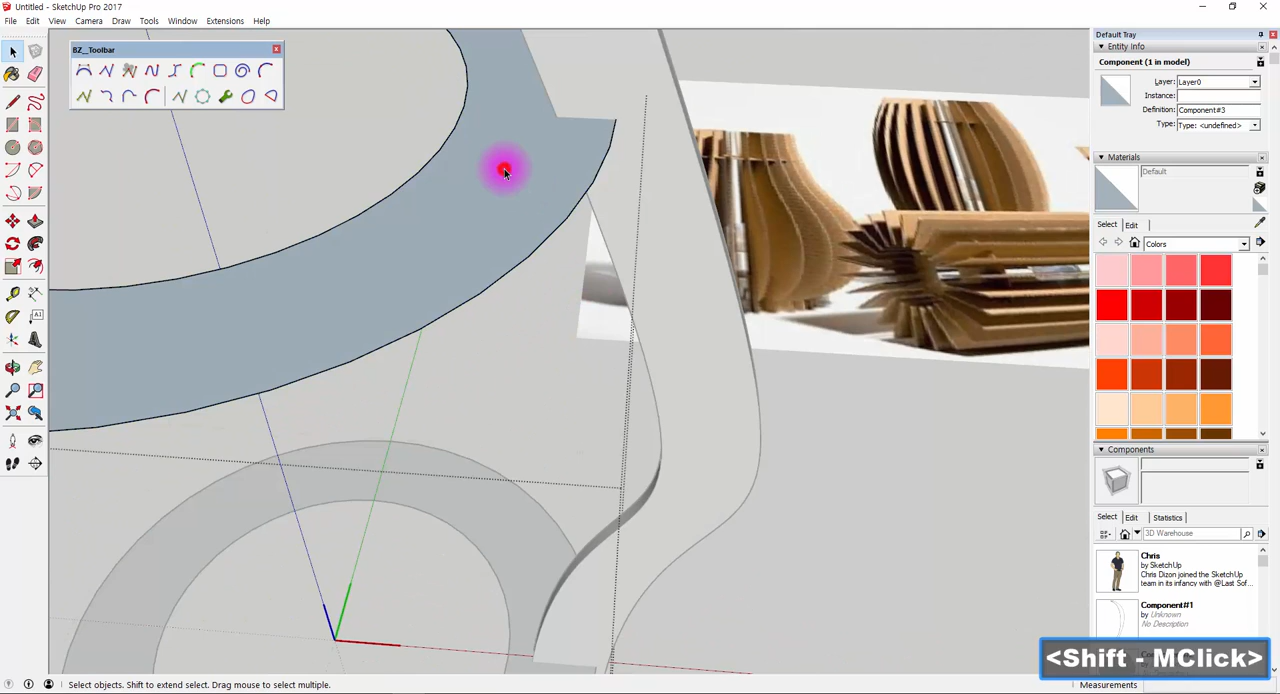 Untitled - SketchUp Pro 2017
File Edit View Camera Draw Tools Window Extensions Help
BZ__Toolbar
Default Tray
Entity Info
Component (1 in model)
Layer: Layer0
Instance:
Definition: Component#3
Type: Type: <undefined>
Materials
Default
Select Edit
Colors
Components
Select Edit Statistics
3D Warehouse
Chris
by SketchUp
Chris Dizon joined the SketchUp
team in its infancy with @Last Sof...
Component#1
by Unknown
No Description
<Shift - MClick>
Select objects. Shift to extend select. Drag mouse to select multiple.
Measurements